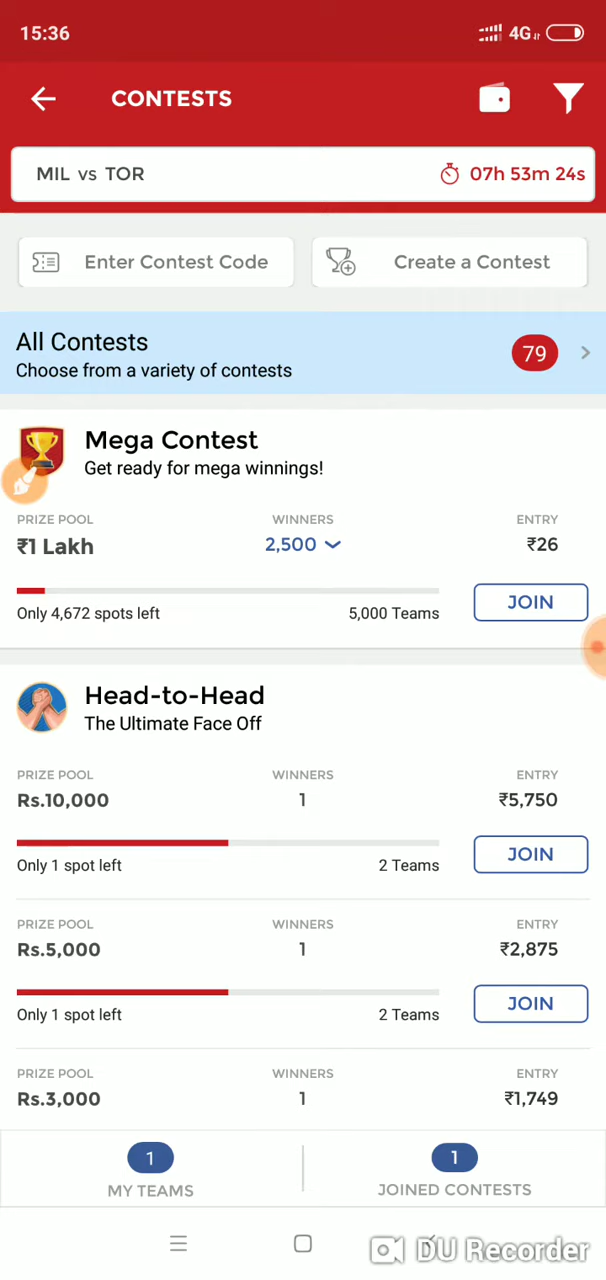 15:36
4G
CONTESTS
MIL vs TOR
07h 53m 24s
Enter Contest Code
Create a Contest
All Contests
Choose from a variety of contests
79
Mega Contest
Get ready for mega winnings!
PRIZE POOL WINNERS ENTRY
₹1 Lakh 2,500 ₹26
Only 4,672 spots left 5,000 Teams
JOIN
Head-to-Head
The Ultimate Face Off
PRIZE POOL WINNERS ENTRY
Rs.10,000 1 ₹5,750
Only 1 spot left 2 Teams
JOIN
PRIZE POOL WINNERS ENTRY
Rs.5,000 1 ₹2,875
Only 1 spot left 2 Teams
JOIN
PRIZE POOL WINNERS ENTRY
Rs.3,000 1 ₹1,749
1
MY TEAMS
1
JOINED CONTESTS
DU Recorder